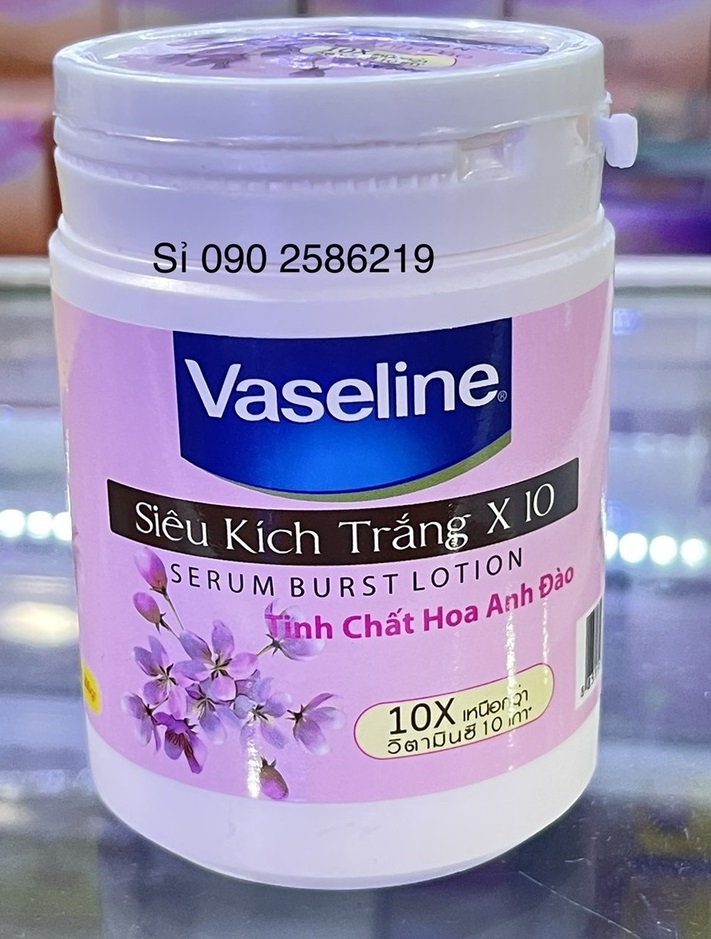 10X
Sỉ 090 2586219
Vaseline®
Siêu Kích Trắng X 10
SERUM BURST LOTION
Tinh Chất Hoa Anh Đào
10X เหนือกว่า
วิตามินซี 10 เท่า*